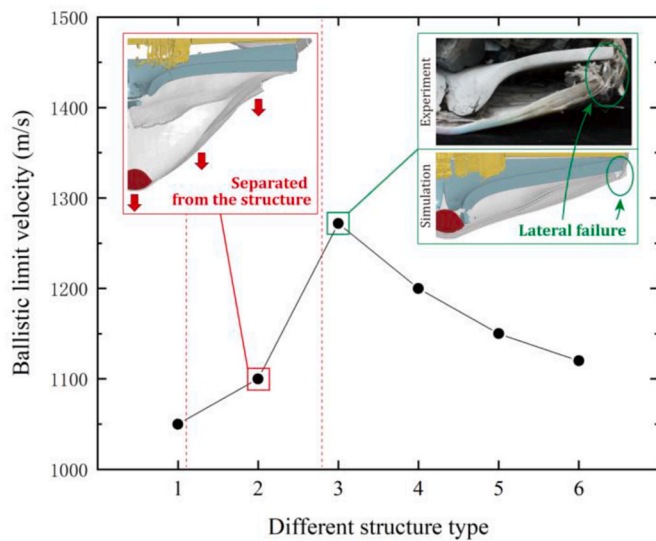 1500
1400
1300
1200
1100
1000
Ballistic limit velocity (m/s)
Separated
from the structure
Experiment
Simulation
Lateral failure
1 2 3 4 5 6
Different structure type